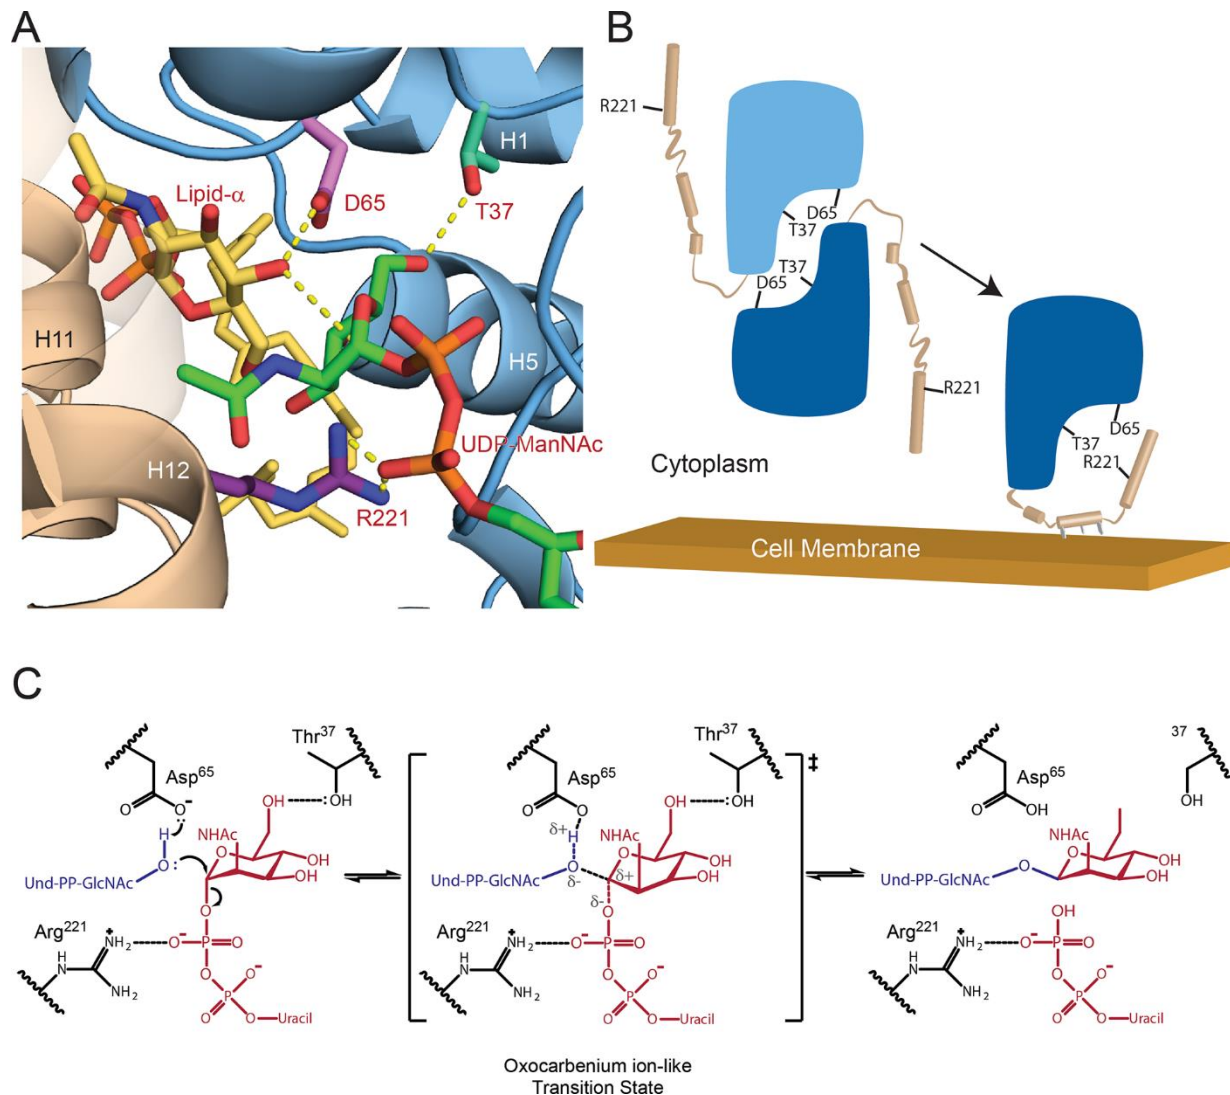 A
Lipid-α
D65
H1
T37
H11
H5
H12
UDP-ManNAc
R221
B
R221
D65
T37
T37
D65
R221
D65
T37
R221
Cytoplasm
Cell Membrane
C
Asp65
O
O-
H
O:
Und-PP-GlcNAc
Thr37
OH
:OH
NHAc
O
OH
OH
O
Arg221
+
NH2
H
N
NH2
O-
P
O
O
P
O-
O
O
Uracil
Asp65
O
O
δ+
H
O
δ-
Und-PP-GlcNAc
Thr37
OH
:OH
NHAc
O
OH
OH
δ+
δ-
O
Arg221
+
NH2
H
N
NH2
O-
P
O
O
P
O-
O
O
Uracil
‡
Oxocarbenium ion-like
Transition State
Asp65
O
OH
37
OH
NHAc
O
OH
OH
Und-PP-GlcNAc
O
Arg221
+
NH2
H
N
NH2
OH
O-
P
O
O
P
O-
O
O
Uracil